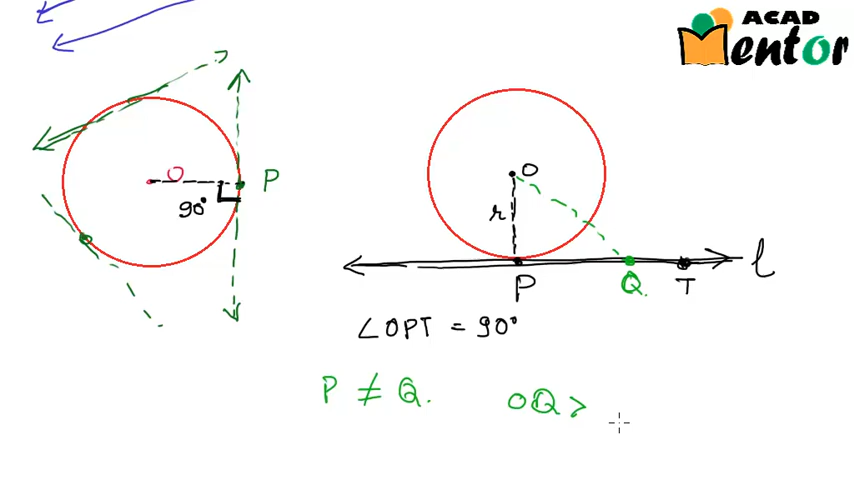 ACAD
Mentor
O
P
90°
O
r
l
P
Q.
T
∠OPT = 90°
P ≠ Q.
OQ >